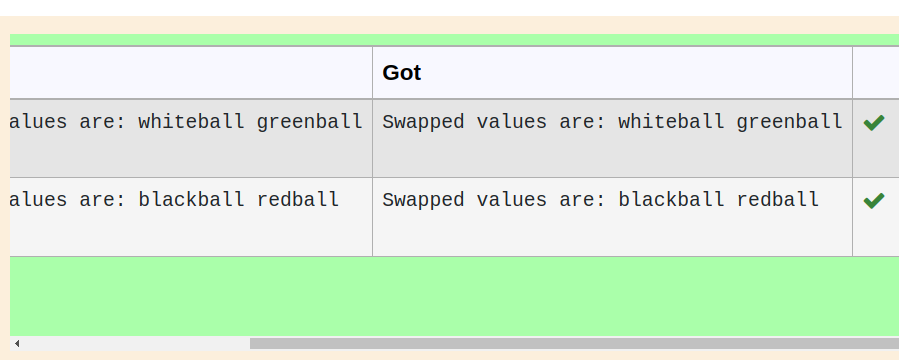 Got
alues are: whiteball greenball Swapped values are: whiteball greenball
alues are: blackball redball Swapped values are: blackball redball